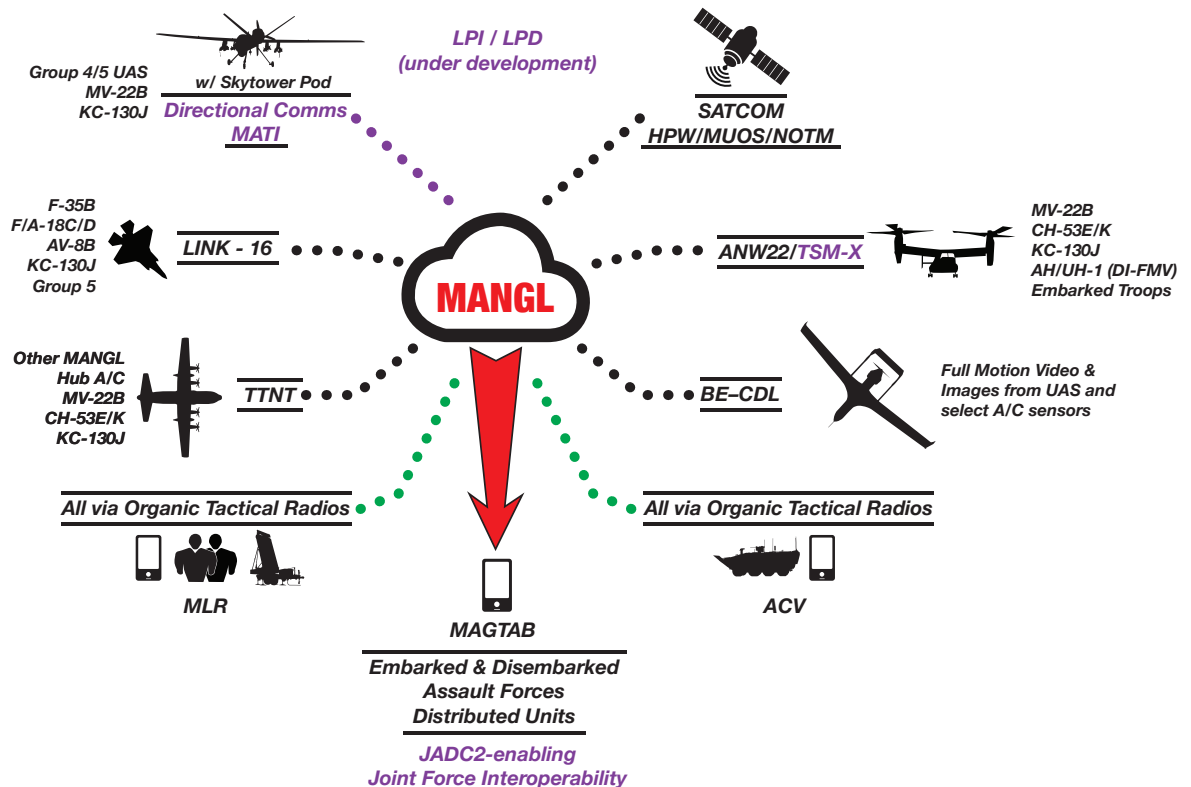 LPI / LPD
(under development)
Group 4/5 UAS
MV-22B
KC-130J
w/ Skytower Pod
Directional Comms
MATI
SATCOM
HPW/MUOS/NOTM
F-35B
F/A-18C/D
AV-8B
KC-130J
Group 5
LINK - 16
MANGL
ANW22/TSM-X
MV-22B
CH-53E/K
KC-130J
AH/UH-1 (DI-FMV)
Embarked Troops
Other MANGL
Hub A/C
MV-22B
CH-53E/K
KC-130J
TTNT
BE–CDL
Full Motion Video &
Images from UAS and
select A/C sensors
All via Organic Tactical Radios
MLR
All via Organic Tactical Radios
ACV
MAGTAB
Embarked & Disembarked
Assault Forces
Distributed Units
JADC2-enabling
Joint Force Interoperability